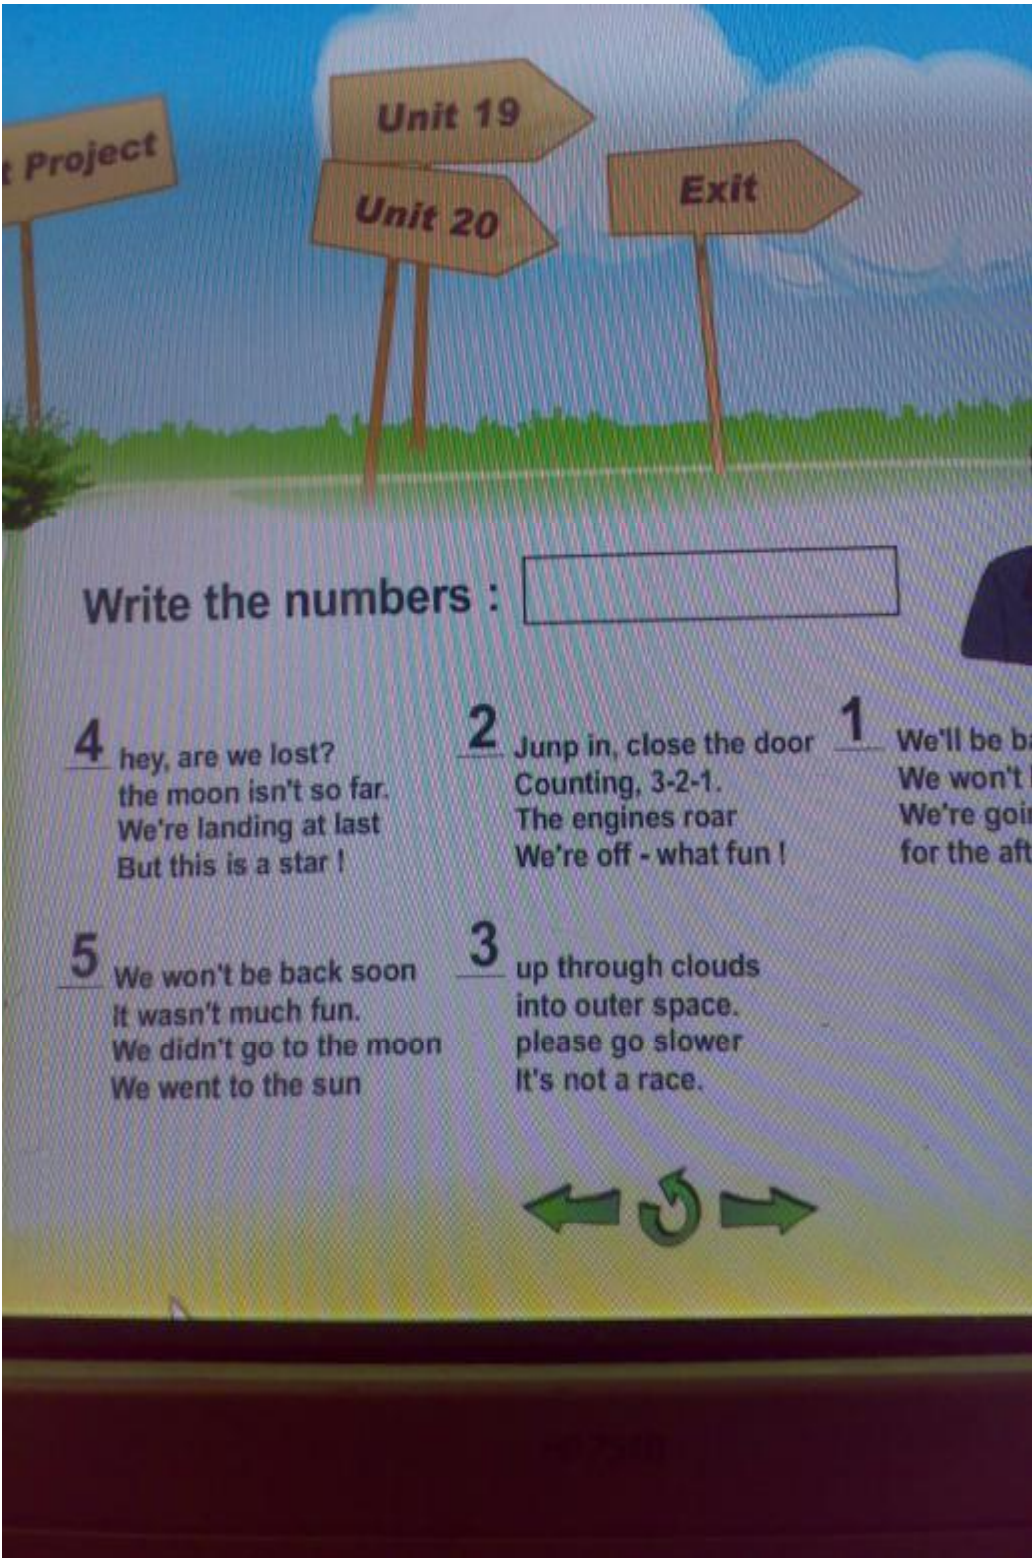 t Project
Unit 19
Unit 20
Exit
Write the numbers :
4 hey, are we lost?
the moon isn't so far.
We're landing at last
But this is a star !
2 Junp in, close the door
Counting, 3-2-1.
The engines roar
We're off - what fun !
1 We'll be ba
We won't
We're goin
for the aft
5 We won't be back soon
It wasn't much fun.
We didn't go to the moon
We went to the sun
3 up through clouds
into outer space.
please go slower
It's not a race.